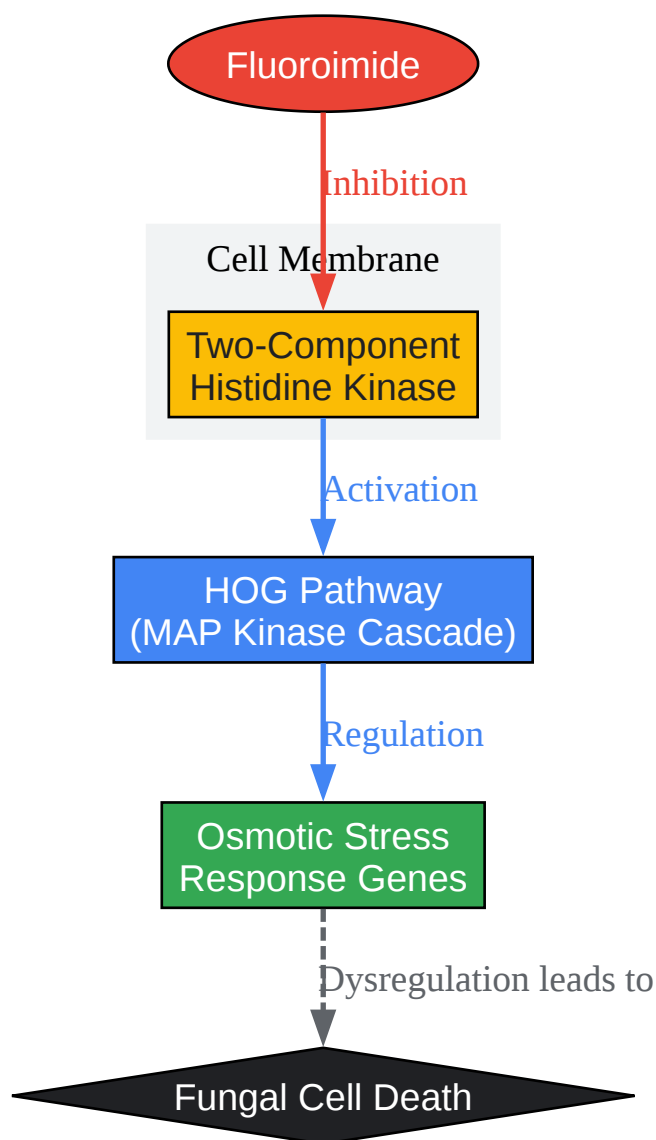 Fluoroimide
Inhibition
Cell Membrane
Two-Component
Histidine Kinase
Activation
HOG Pathway
(MAP Kinase Cascade)
Regulation
Osmotic Stress
Response Genes
Dysregulation leads to
Fungal Cell Death